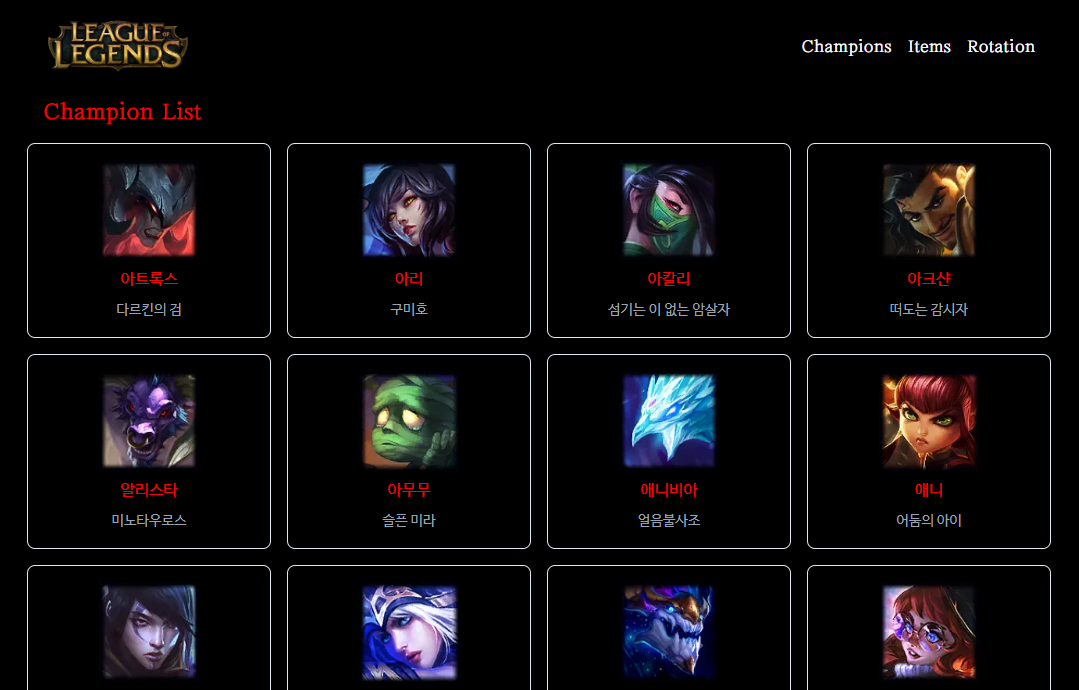 LEAGUE OF
LEGENDS
Champions Items Rotation
Champion List
아트록스
다르킨의 검
아리
구미호
아칼리
섬기는 이 없는 암살자
아크샨
떠도는 감시자
알리스타
미노타우로스
아무무
슬픈 미라
애니비아
얼음불사조
애니
어둠의 아이